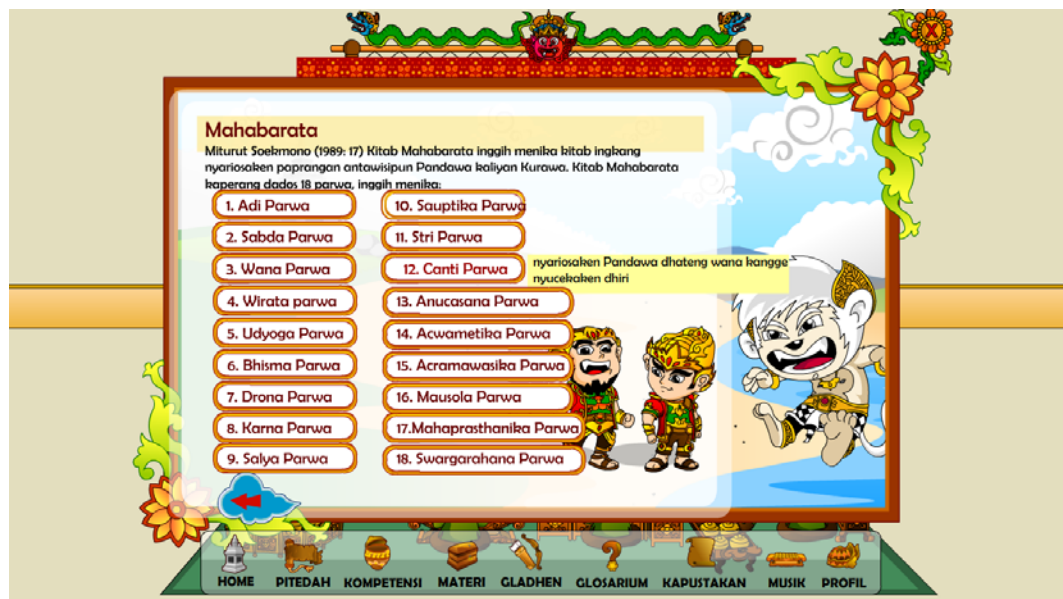 X
Mahabarata
Miturut Soekmono (1989: 17) Kitab Mahabarata inggih menika kitab ingkang
nyariosaken paprangan antawisipun Pandawa kaliyan Kurawa. Kitab Mahabarata
kaperang dados 18 parwa, inggih menika:
1. Adi Parwa
2. Sabda Parwa
3. Wana Parwa
4. Wirata parwa
5. Udyoga Parwa
6. Bhisma Parwa
7. Drona Parwa
8. Karna Parwa
9. Salya Parwa
10. Sauptika Parwa
11. Stri Parwa
12. Canti Parwa
nyariosaken Pandawa dhateng wana kangge
nyucekaken dhiri
13. Anucasana Parwa
14. Acwametika Parwa
15. Acramawasika Parwa
16. Mausola Parwa
17.Mahaprasthanika Parwa
18. Swargarahana Parwa
HOME PITEDAH KOMPETENSI MATERI GLADHEN GLOSARIUM KAPUSTAKAN MUSIK PROFIL